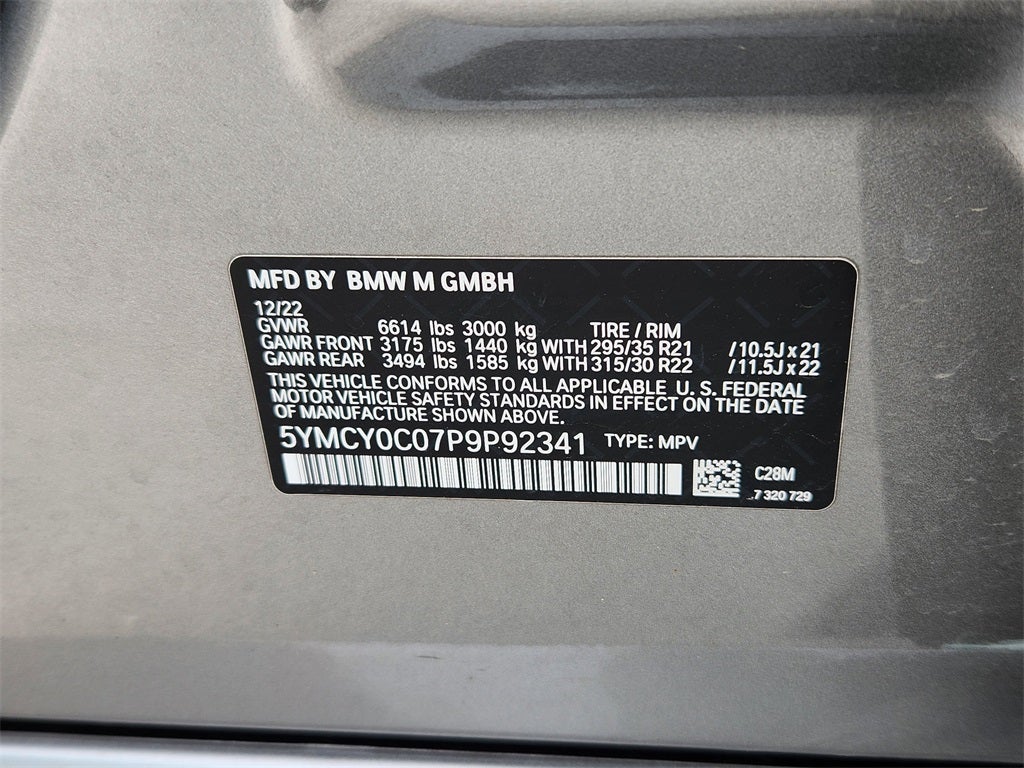 MFD BY BMW M GMBH
12/22
GVWR 6614 lbs 3000 kg TIRE / RIM
GAWR FRONT 3175 lbs 1440 kg WITH 295/35 R21 /10.5J x 21
GAWR REAR 3494 lbs 1585 kg WITH 315/30 R22 /11.5J x 22
THIS VEHICLE CONFORMS TO ALL APPLICABLE U. S. FEDERAL
MOTOR VEHICLE SAFETY STANDARDS IN EFFECT ON THE DATE
OF MANUFACTURE SHOWN ABOVE.
5YMCY0C07P9P92341 TYPE: MPV
C28M
7 320 729